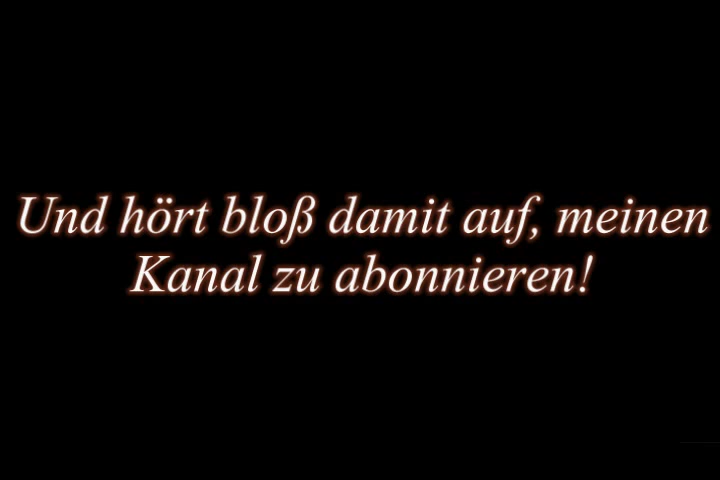 Und hört bloß damit auf, meinen
Kanal zu abonnieren!